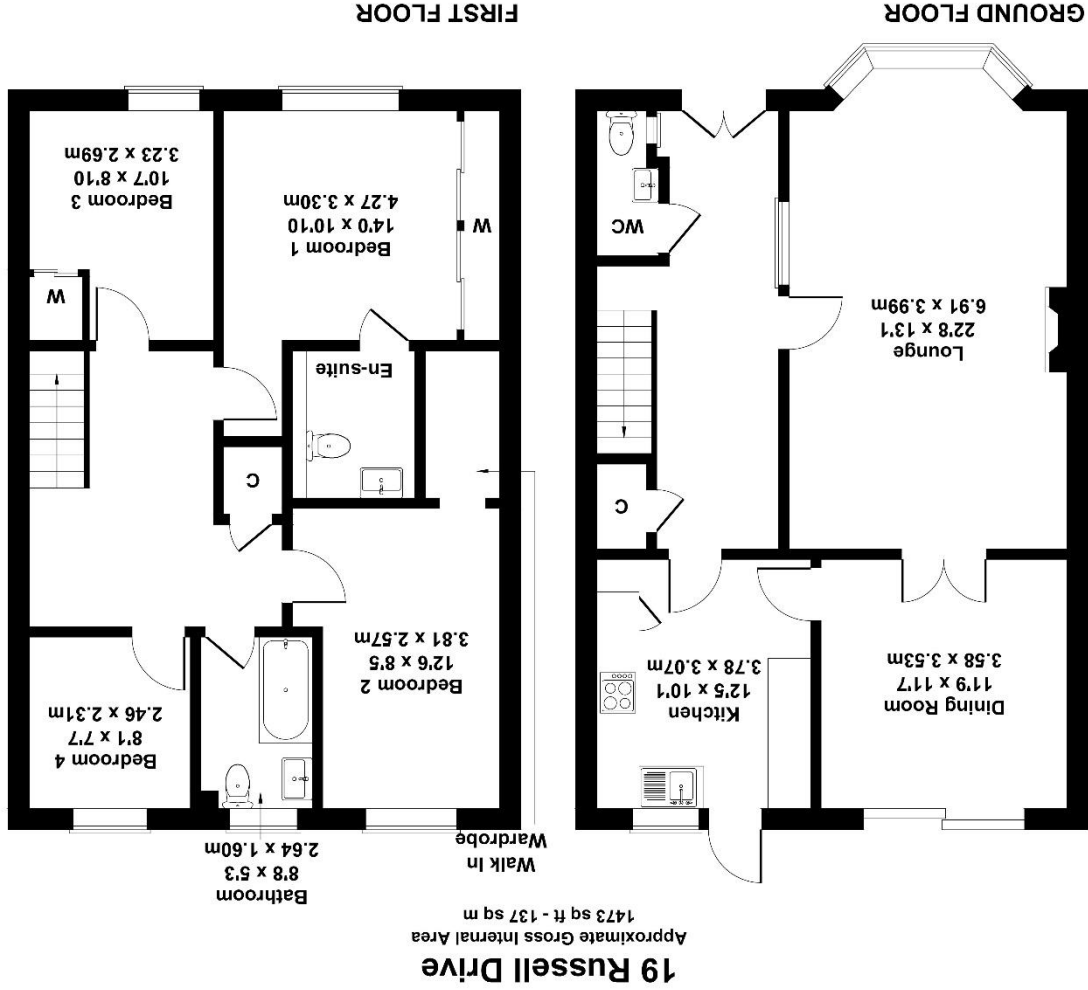 19 Russell Drive
Approximate Gross Internal Area
1473 sq ft - 137 sq m
Dining Room
11'9 x 11'7
3.58 x 3.53m
Kitchen
12'5 x 10'1
3.78 x 3.07m
C
Lounge
22'8 x 13'1
6.91 x 3.99m
WC
GROUND FLOOR
Walk In
Wardrobe
Bathroom
8'8 x 5'3
2.64 x 1.60m
Bedroom 2
12'6 x 8'5
3.81 x 2.57m
Bedroom 4
8'1 x 7'7
2.46 x 2.31m
C
En-suite
W
Bedroom 1
14'0 x 10'10
4.27 x 3.30m
W
Bedroom 3
10'7 x 8'10
3.23 x 2.69m
FIRST FLOOR